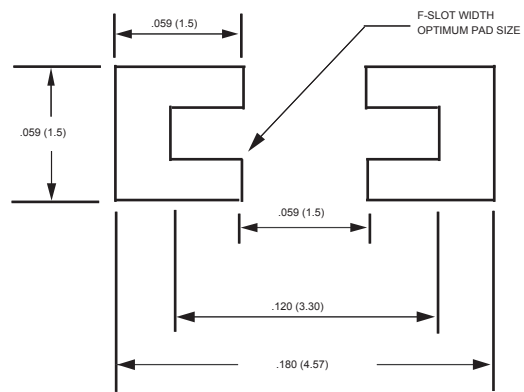 F-SLOT WIDTH
OPTIMUM PAD SIZE
.059 (1.5)
.059 (1.5)
.059 (1.5)
.120 (3.30)
.180 (4.57)